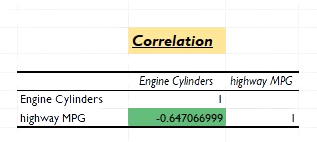 Correlation
Engine Cylinders highway MPG
Engine Cylinders 1
highway MPG -0.647066999 1